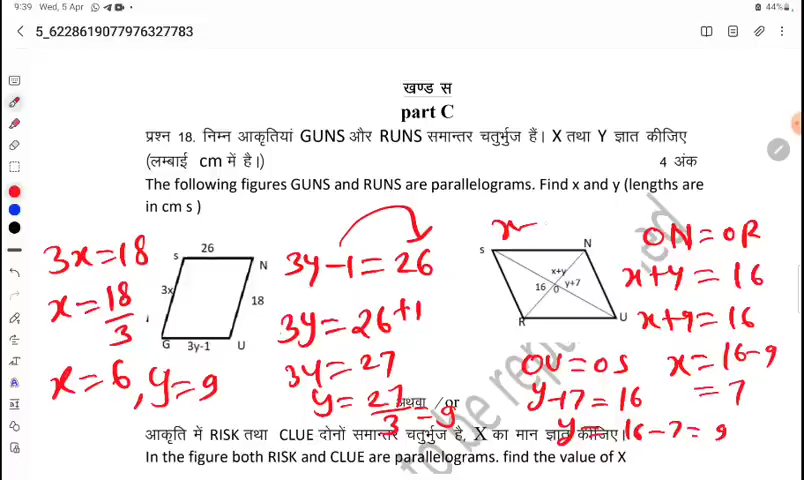 9:39 Wed, 5 Apr
44%
5_6228619077976327783
खण्ड स
part C
प्रश्न 18. निम्न आकृतियां GUNS और RUNS समान्तर चतुर्भुज हैं। X तथा Y ज्ञात कीजिए
(लम्बाई cm में है।) 4 अंक
The following figures GUNS and RUNS are parallelograms. Find x and y (lengths are
in cm s )
3x=18
x=18/3
x=6, y=9
26
S
N
3x
18
G
3y-1
U
3y-1=26
3y=26+1
3y=27
y=27/3=9
x
S
N
x+y
16
y+7
O
R
U
ON=OR
x+y=16
x+9=16
x=16-9
=7
OU=OS
y+7=16
y=16-7=9
अथवा /or
to be rep
आकृति में RISK तथा CLUE दोनों समान्तर चतुर्भुज है, X का मान ज्ञात कीजिए।
In the figure both RISK and CLUE are parallelograms. find the value of X